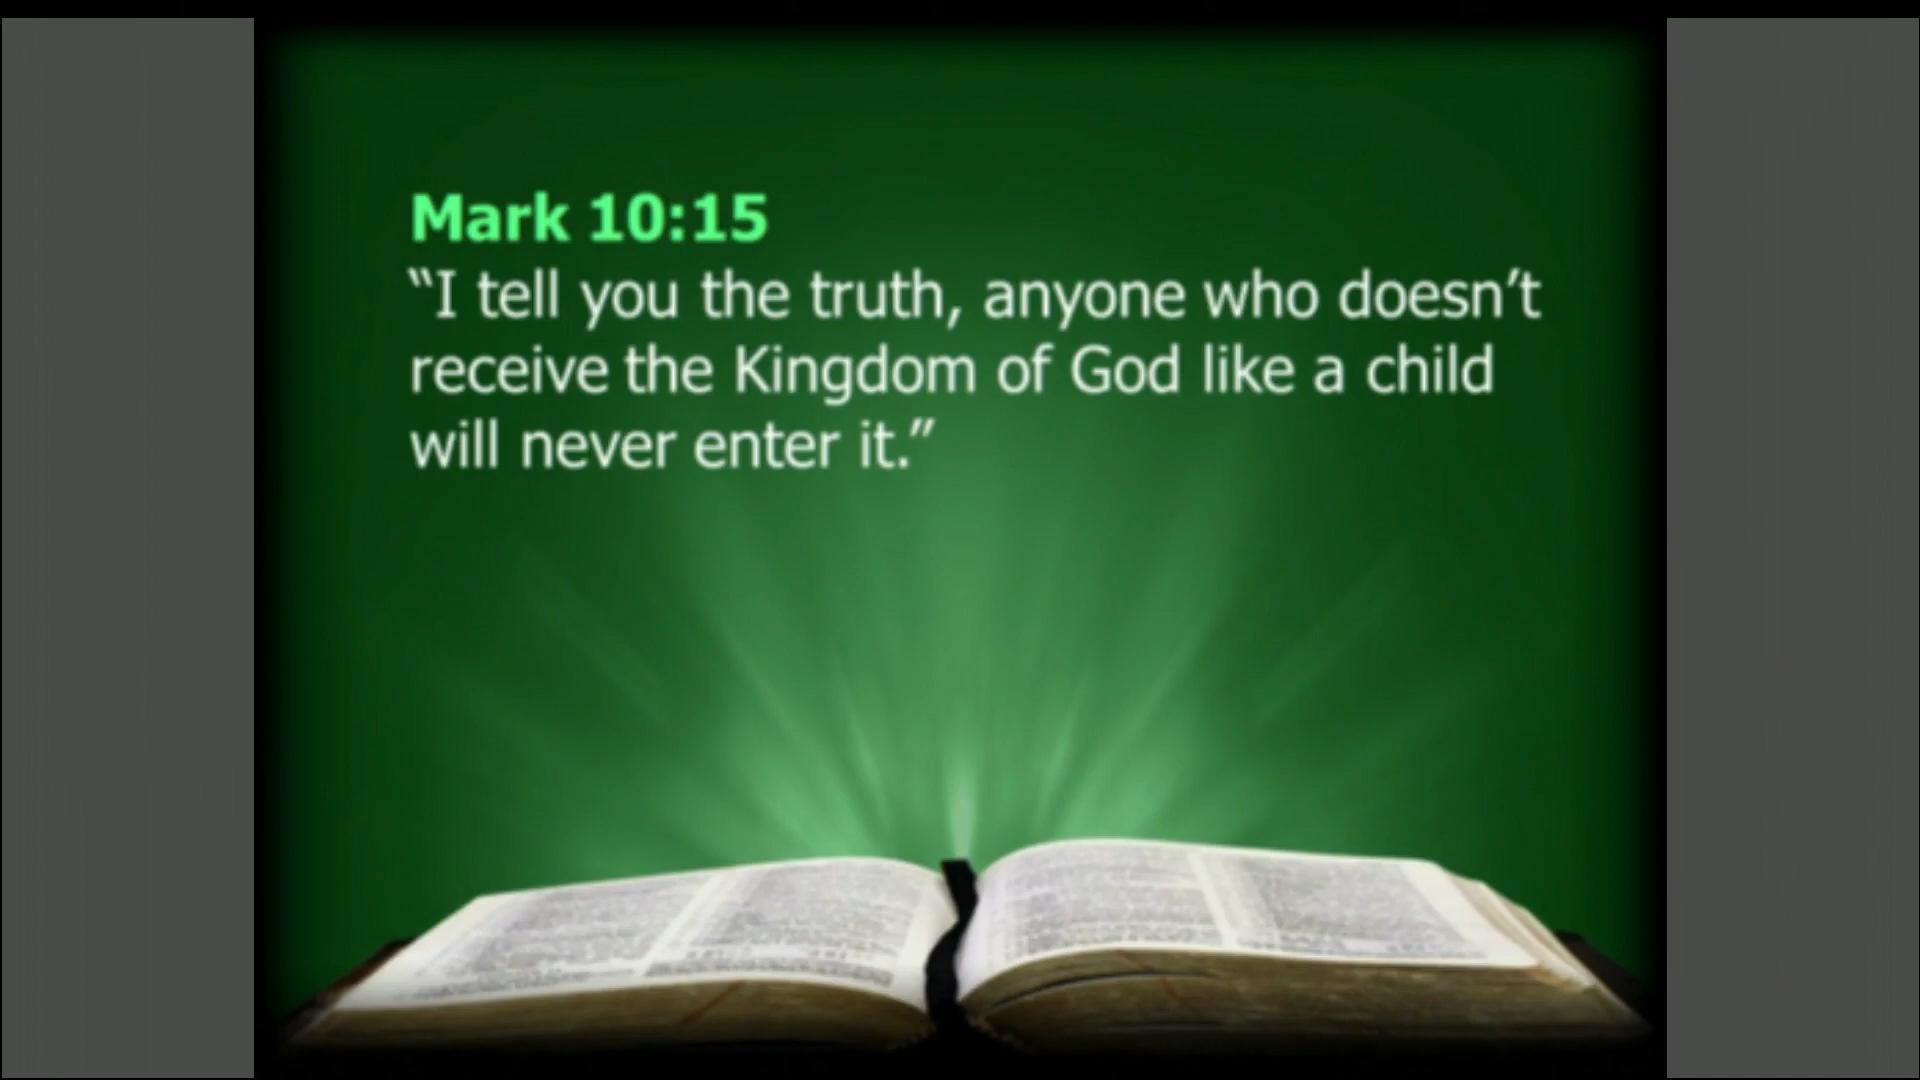 Mark 10:15
“I tell you the truth, anyone who doesn’t
receive the Kingdom of God like a child
will never enter it.”